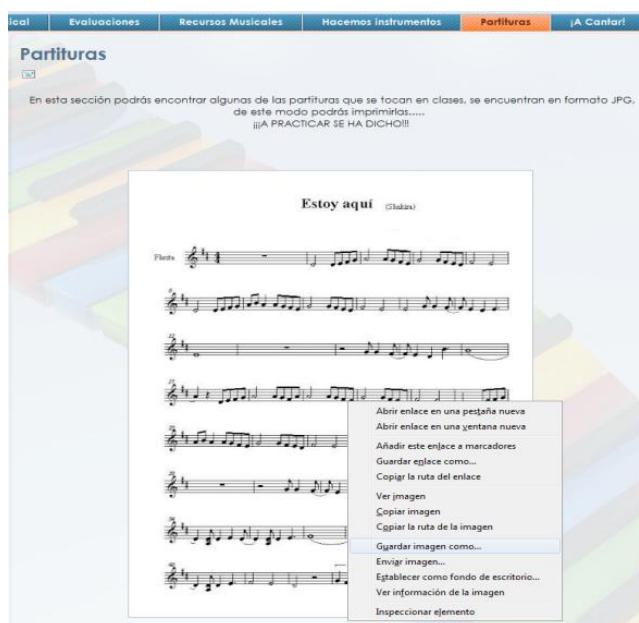 ical Evaluaciones Recursos Musicales Hacemos instrumentos Partituras ¡A Cantar!
Partituras
En esta sección podrás encontrar algunas de las partituras que se tocan en clases, se encuentran en formato JPG,
de este modo podrás imprimirlas.....
¡¡¡A PRACTICAR SE HA DICHO!!!
Estoy aquí (Shakira)
Flauta
Abrir enlace en una pestaña nueva
Abrir enlace en una ventana nueva
Añadir este enlace a marcadores
Guardar enlace como...
Copiar la ruta del enlace
Ver imagen
Copiar imagen
Copiar la ruta de la imagen
Guardar imagen como...
Enviar imagen...
Establecer como fondo de escritorio...
Ver información de la imagen
Inspeccionar elemento